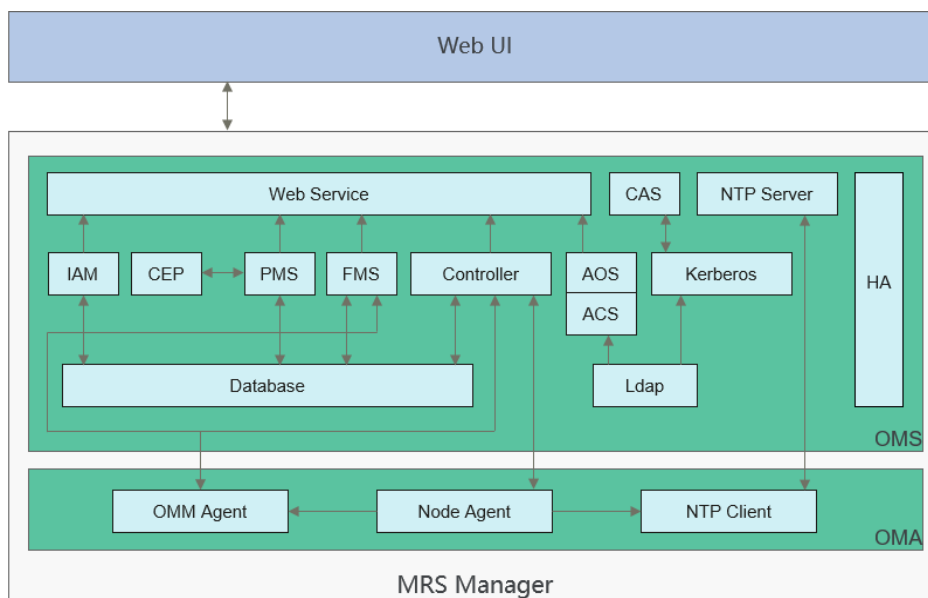 Web UI
Web Service
CAS
NTP Server
HA
IAM
CEP
PMS
FMS
Controller
AOS
Kerberos
ACS
Database
Ldap
OMS
OMM Agent
Node Agent
NTP Client
OMA
MRS Manager